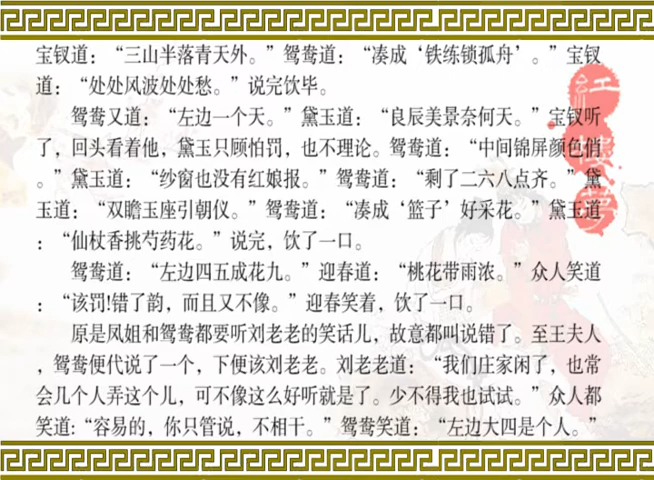 宝钗道：“三山半落青天外。”鸳鸯道：“凑成‘铁练锁孤舟’。”宝钗
道：“处处风波处处愁。”说完饮毕。
鸳鸯又道：“左边一个天。”黛玉道：“良辰美景奈何天。”宝钗听
了，回头看着他，黛玉只顾怕罚，也不理论。鸳鸯道：“中间锦屏颜色俏
。”黛玉道：“纱窗也没有红娘报。”鸳鸯道：“剩了二六八点齐。”黛
玉道：“双瞻玉座引朝仪。”鸳鸯道：“凑成‘篮子’好采花。”黛玉道
：“仙杖香挑芍药花。”说完，饮了一口。
鸳鸯道：“左边四五成花九。”迎春道：“桃花带雨浓。”众人笑道
：“该罚!错了韵，而且又不像。”迎春笑着，饮了一口。
原是凤姐和鸳鸯都要听刘老老的笑话儿，故意都叫说错了。至王夫人
，鸳鸯便代说了一个，下便该刘老老。刘老老道：“我们庄家闲了，也常
会几个人弄这个儿，可不像这么好听就是了。少不得我也试试。”众人都
笑道:“容易的，你只管说，不相干。”鸳鸯笑道：“左边大四是个人。”
红楼梦